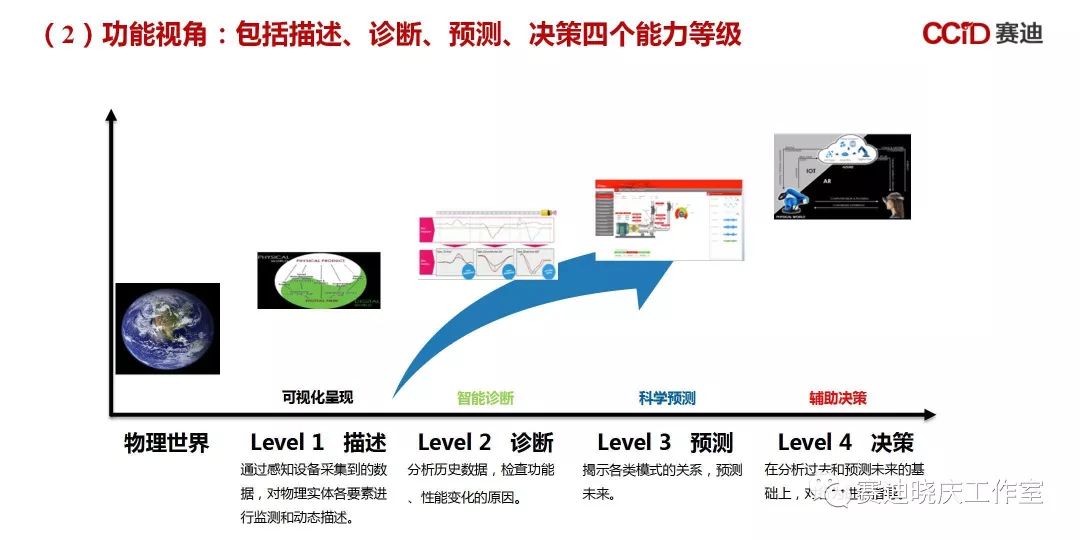 （2）功能视角：包括描述、诊断、预测、决策四个能力等级
CCID 赛迪
PHYSICAL PRODUCT
IOT
AR
PHYSICAL WORLD
可视化呈现
智能诊断
科学预测
辅助决策
物理世界
Level 1 描述
Level 2 诊断
Level 3 预测
Level 4 决策
通过感知设备采集到的数
据，对物理实体各要素进
行监测和动态描述。
分析历史数据，检查功能
、性能变化的原因。
揭示各类模式的关系，预测
未来。
在分析过去和预测未来的基
础上，对
指
赛迪晓庆工作室